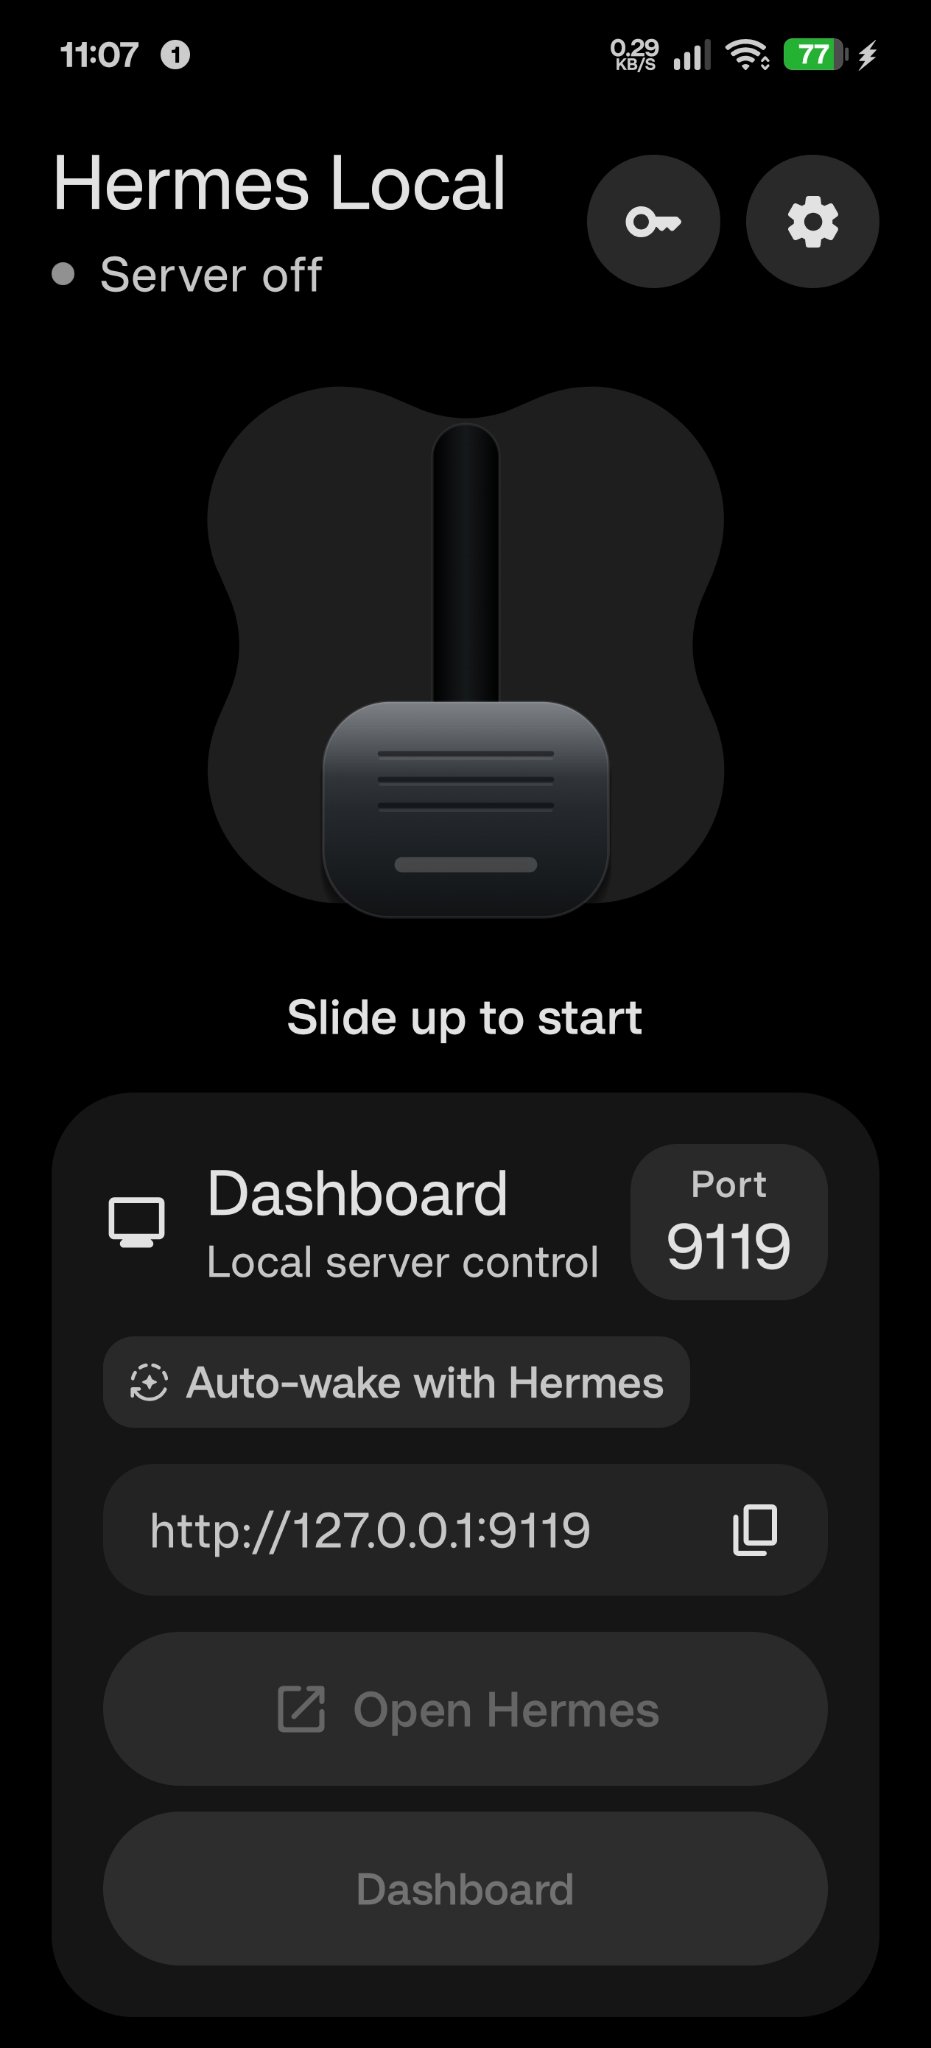 11:07 1 0.29 KB/S 77
Hermes Local
Server off
Slide up to start
Dashboard
Local server control
Port
9119
Auto-wake with Hermes
http://127.0.0.1:9119
Open Hermes
Dashboard